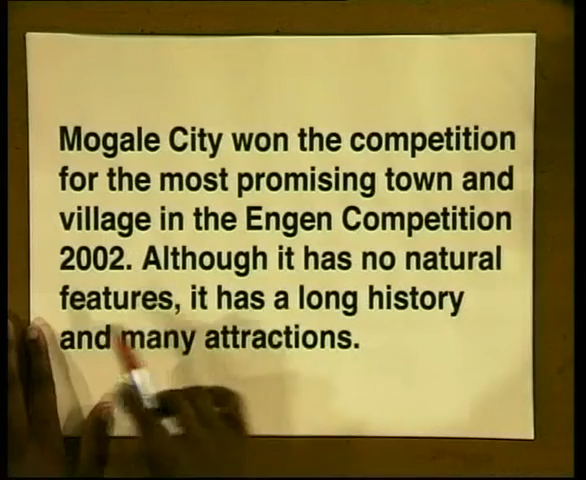 Mogale City won the competition
for the most promising town and
village in the Engen Competition
2002. Although it has no natural
features, it has a long history
and many attractions.